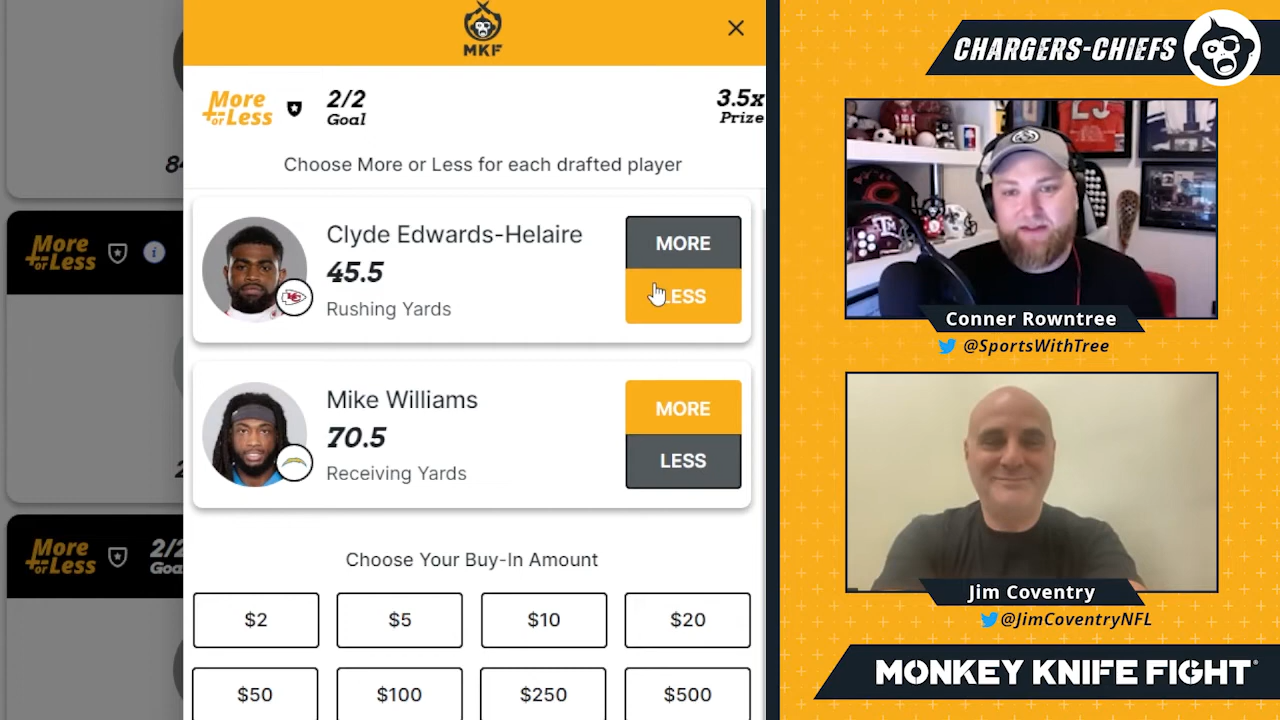 MKF
More
or Less
2/2
Goal
3.5x
Prize
Choose More or Less for each drafted player
Clyde Edwards-Helaire
45.5
Rushing Yards
MORE
LESS
Mike Williams
70.5
Receiving Yards
MORE
LESS
Choose Your Buy-In Amount
$2
$5
$10
$20
$50
$100
$250
$500
More
or Less
More
or Less
2/2
CHARGERS-CHIEFS
Conner Rowntree
@SportsWithTree
Jim Coventry
@JimCoventryNFL
MONKEY KNIFE FIGHT®